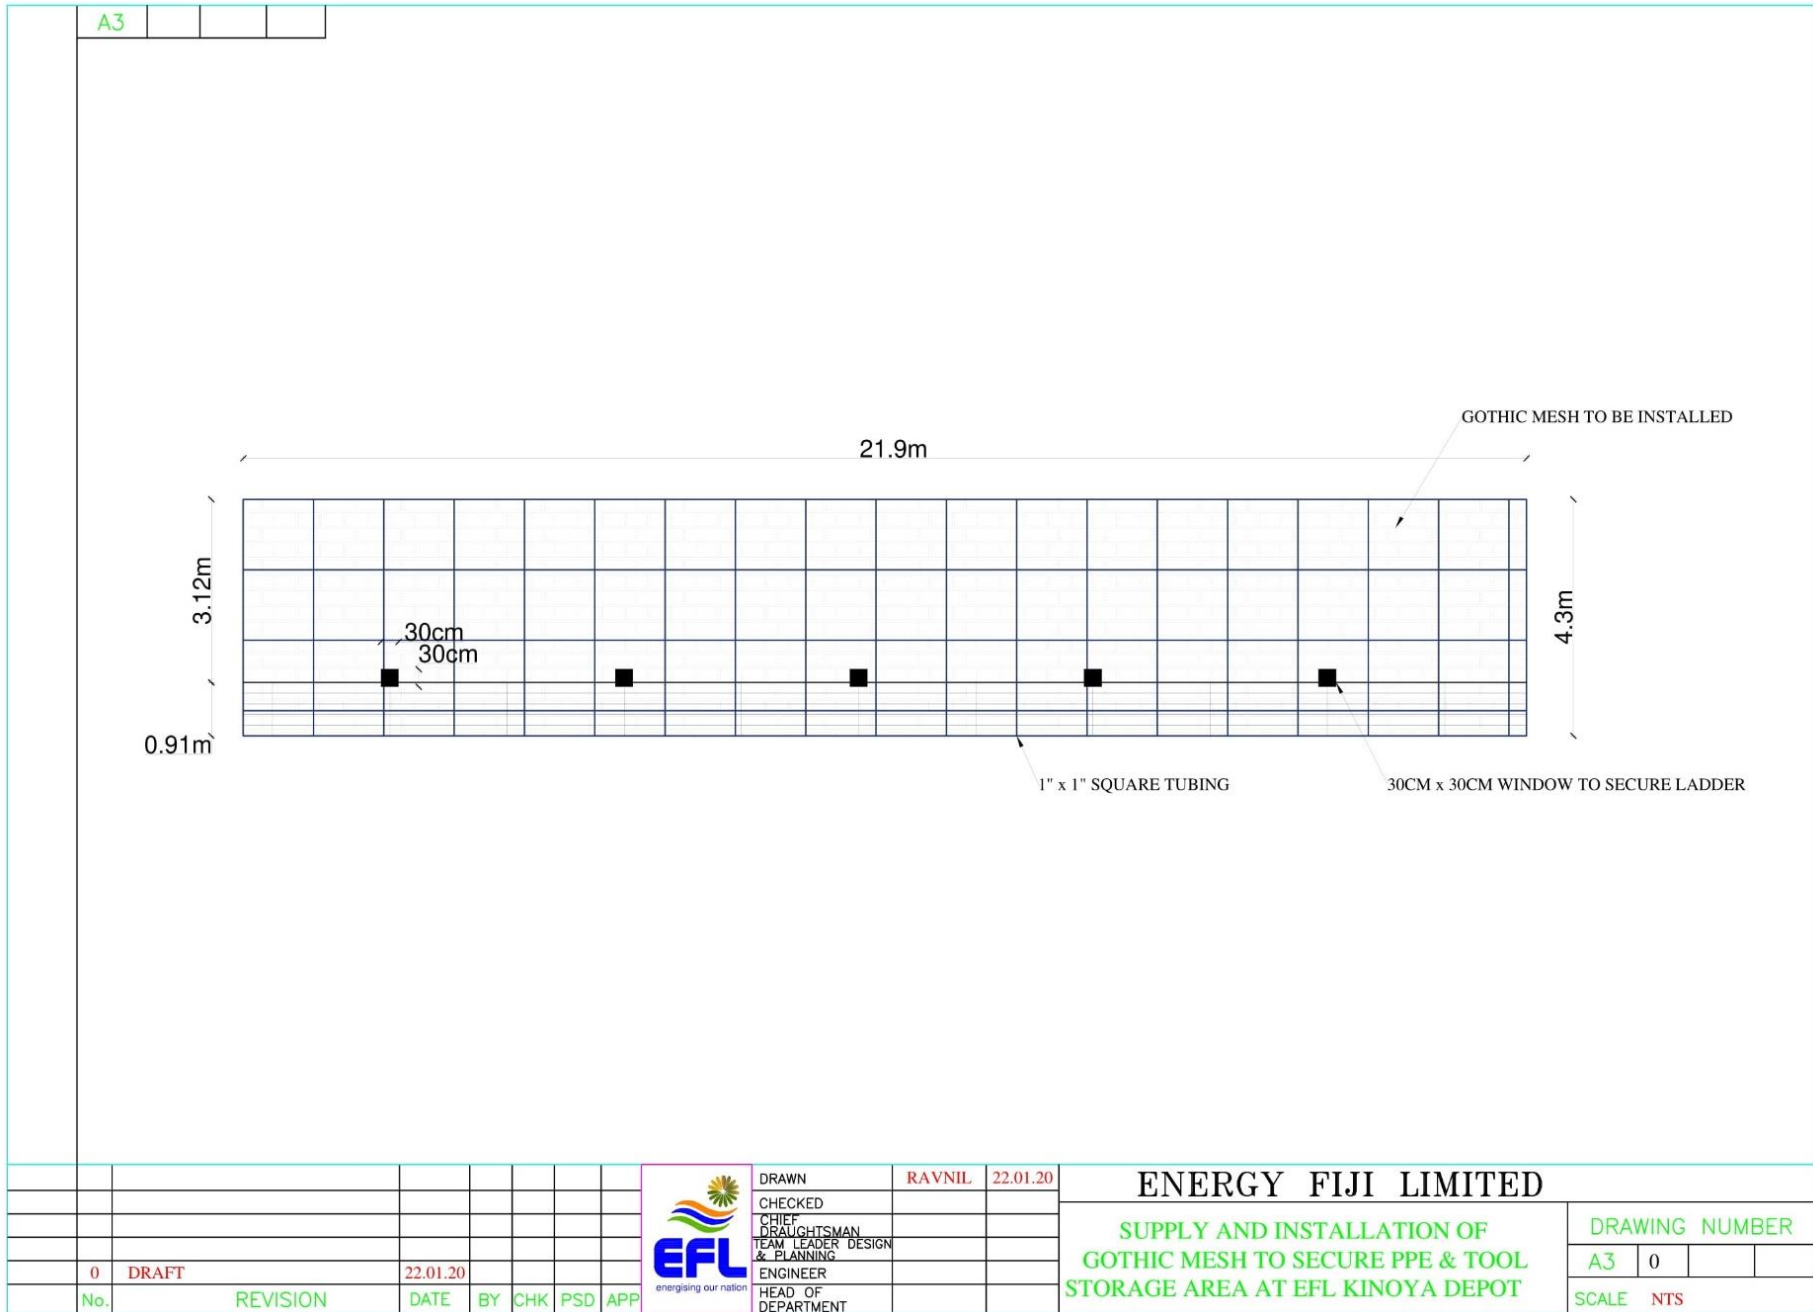 A3
GOTHIC MESH TO BE INSTALLED
21.9m
3.12m
4.3m
30cm
30cm
0.91m
1" x 1" SQUARE TUBING
30CM x 30CM WINDOW TO SECURE LADDER
0 DRAFT 22.01.20
No. REVISION DATE BY CHK PSD APP
EFL
energising our nation
DRAWN RAVNIL 22.01.20
CHECKED
CHIEF
DRAUGHTSMAN
TEAM LEADER DESIGN
& PLANNING
ENGINEER
HEAD OF
DEPARTMENT
ENERGY FIJI LIMITED
SUPPLY AND INSTALLATION OF
GOTHIC MESH TO SECURE PPE & TOOL
STORAGE AREA AT EFL KINOYA DEPOT
DRAWING NUMBER
A3 0
SCALE NTS